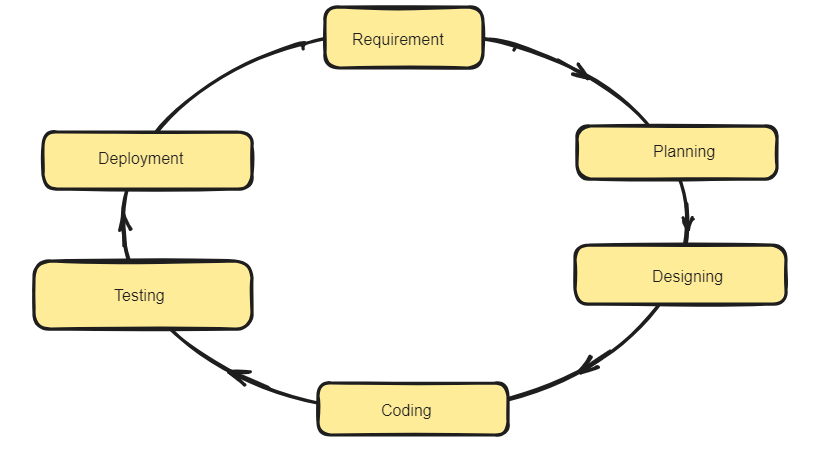 Requirement
Planning
Designing
Coding
Testing
Deployment